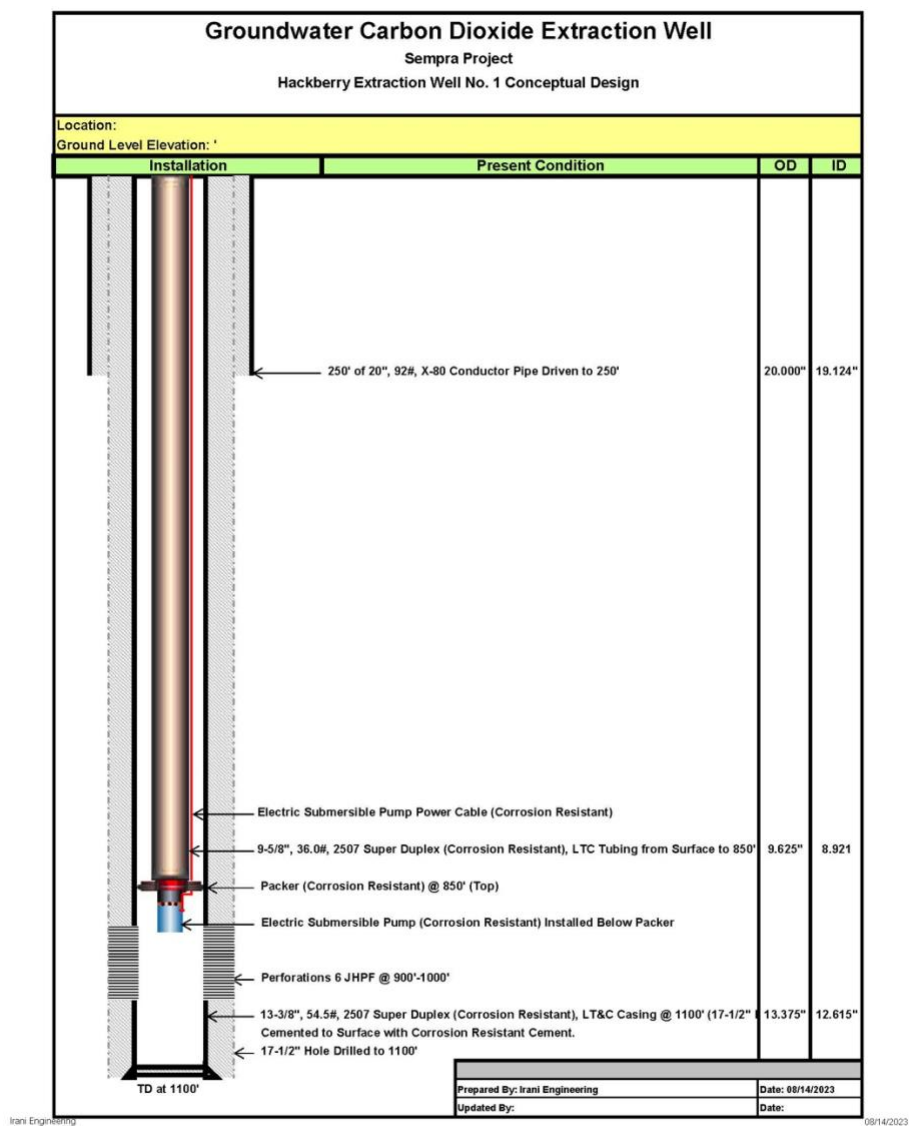 Groundwater Carbon Dioxide Extraction Well
Sempra Project
Hackberry Extraction Well No. 1 Conceptual Design
Location:
Ground Level Elevation: '
Installation Present Condition OD ID
250' of 20", 92#, X-80 Conductor Pipe Driven to 250' 20.000" 19.124"
Electric Submersible Pump Power Cable (Corrosion Resistant)
9-5/8", 36.0#, 2507 Super Duplex (Corrosion Resistant), LTC Tubing from Surface to 850' 9.625" 8.921
Packer (Corrosion Resistant) @ 850' (Top)
Electric Submersible Pump (Corrosion Resistant) Installed Below Packer
Perforations 6 JHPF @ 900'-1000'
13-3/8", 54.5#, 2507 Super Duplex (Corrosion Resistant), LT&C Casing @ 1100' (17-1/2" 13.375" 12.615"
Cemented to Surface with Corrosion Resistant Cement.
17-1/2" Hole Drilled to 1100'
TD at 1100'
Prepared By: Irani Engineering Date: 08/14/2023
Updated By: Date:
Irani Engineering 08/14/2023